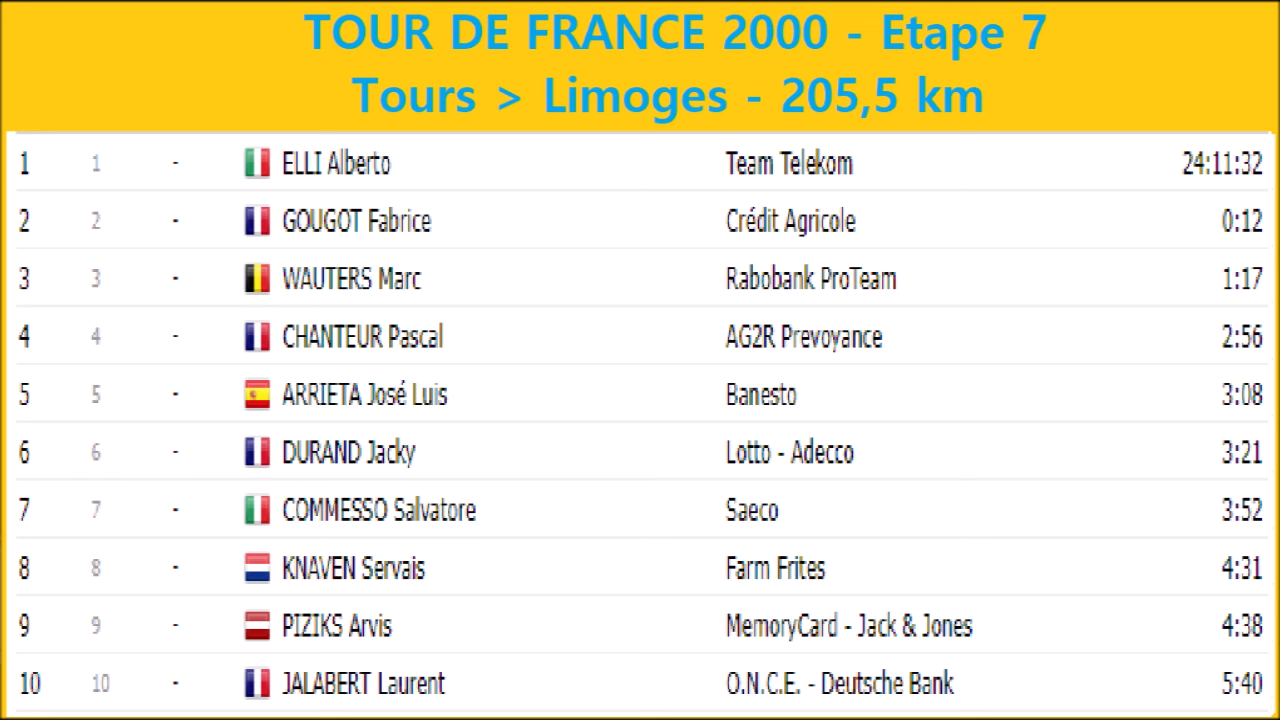 TOUR DE FRANCE 2000 - Etape 7
Tours > Limoges - 205,5 km
1 1 - ELLI Alberto Team Telekom 24:11:32
2 2 - GOUGOT Fabrice Crédit Agricole 0:12
3 3 - WAUTERS Marc Rabobank ProTeam 1:17
4 4 - CHANTEUR Pascal AG2R Prevoyance 2:56
5 5 - ARRIETA José Luis Banesto 3:08
6 6 - DURAND Jacky Lotto - Adecco 3:21
7 7 - COMMESSO Salvatore Saeco 3:52
8 8 - KNAVEN Servais Farm Frites 4:31
9 9 - PIZIKS Arvis MemoryCard - Jack & Jones 4:38
10 10 - JALABERT Laurent O.N.C.E. - Deutsche Bank 5:40